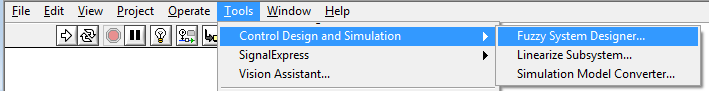 File Edit View Project Operate Tools Window Help
Control Design and Simulation Fuzzy System Designer...
SignalExpress Linearize Subsystem...
Vision Assistant... Simulation Model Converter...